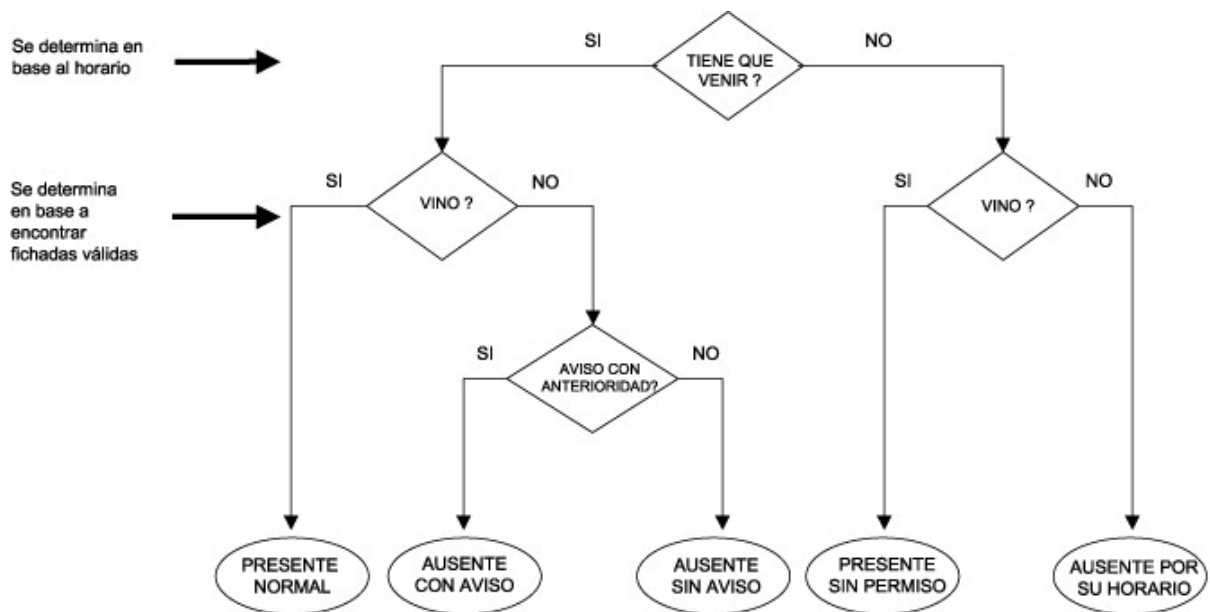 Se determina en
base al horario
SI
TIENE QUE
VENIR ?
NO
Se determina
en base a
encontrar
fichadas válidas
SI
VINO ?
NO
SI
VINO ?
NO
SI
AVISO CON
ANTERIORIDAD?
NO
PRESENTE
NORMAL
AUSENTE
CON AVISO
AUSENTE
SIN AVISO
PRESENTE
SIN PERMISO
AUSENTE POR
SU HORARIO